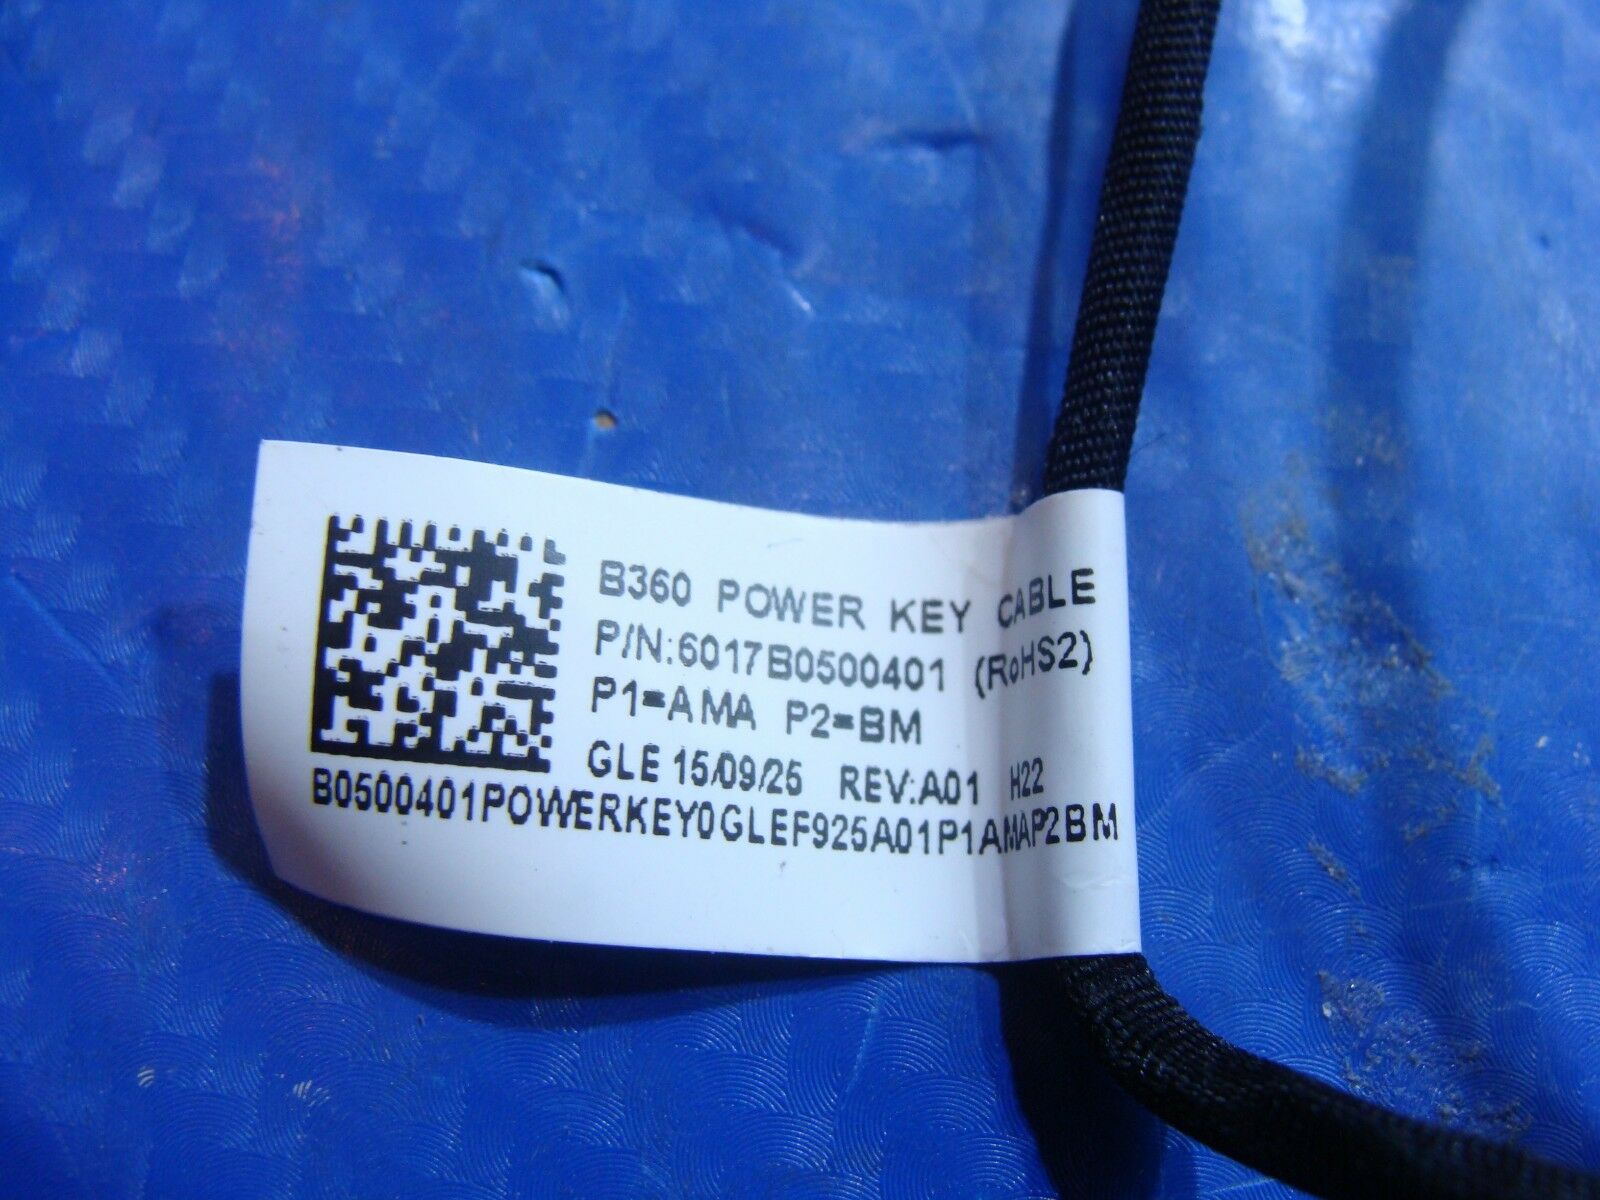 B360 POWER KEY CABLE
P/N:6017B0500401 (RoHS2)
P1=AMA P2=BM
GLE 15/09/25 REV:A01 H22
B0500401POWERKEY0GLEF925A01P1AMAP2BM